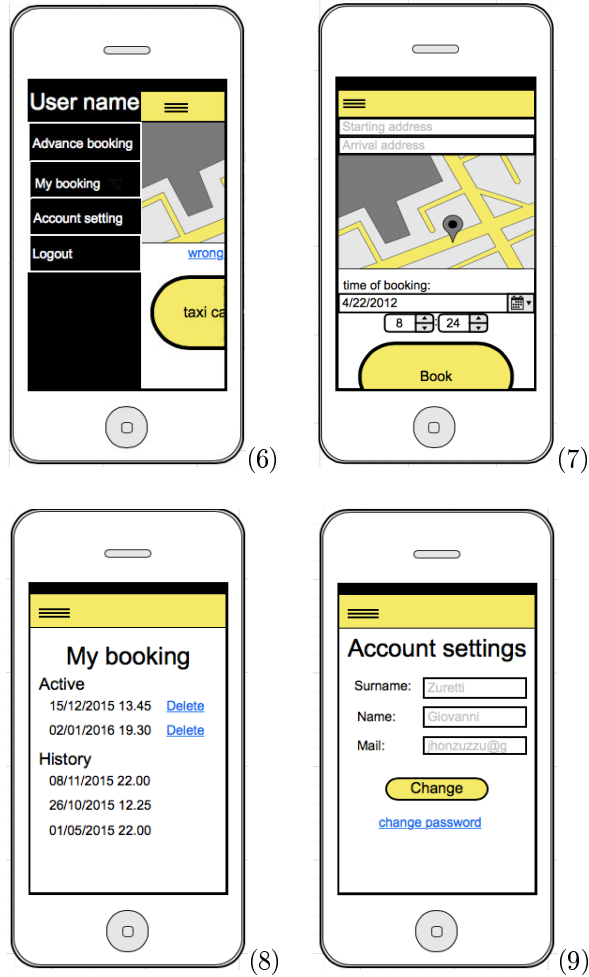 User name
Advance booking
My booking
Account setting
Logout
wrong
taxi ca
(6)
Starting address
Arrival address
time of booking:
4/22/2012
8 : 24
Book
(7)
My booking
Active
15/12/2015 13.45 Delete
02/01/2016 19.30 Delete
History
08/11/2015 22.00
26/10/2015 12.25
01/05/2015 22.00
(8)
Account settings
Surname: Zuretti
Name: Giovanni
Mail: jhonzuzzu@g
Change
change password
(9)